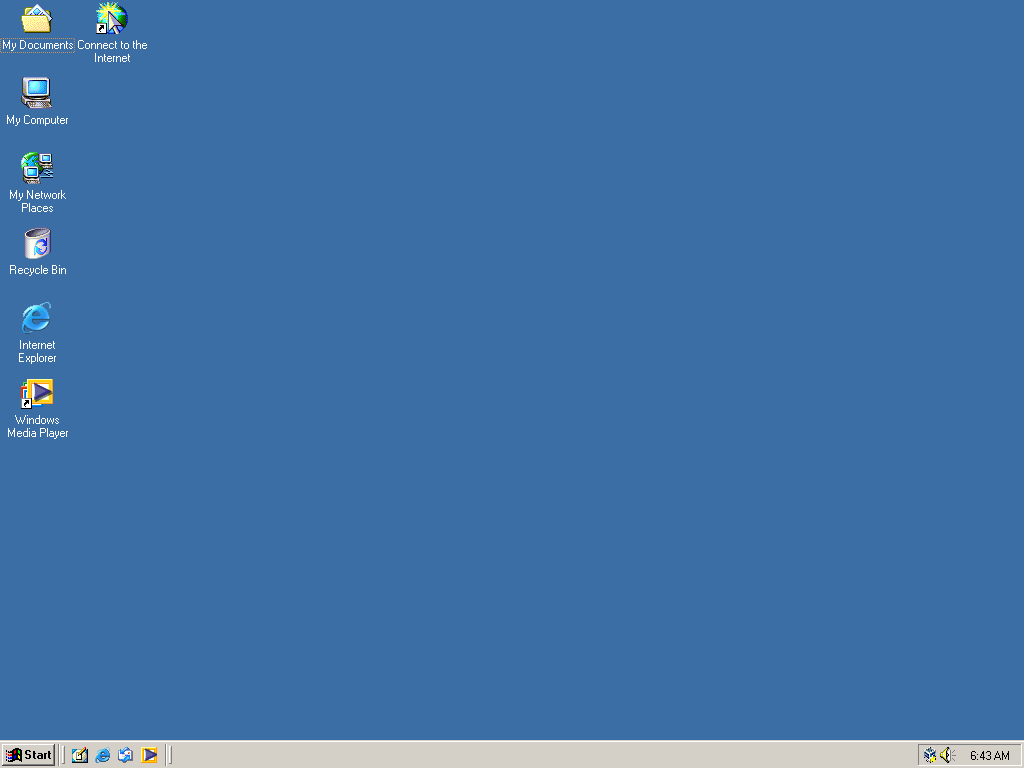 My Documents
Connect to the
Internet
My Computer
My Network
Places
Recycle Bin
Internet
Explorer
Windows
Media Player
Start
6:43 AM